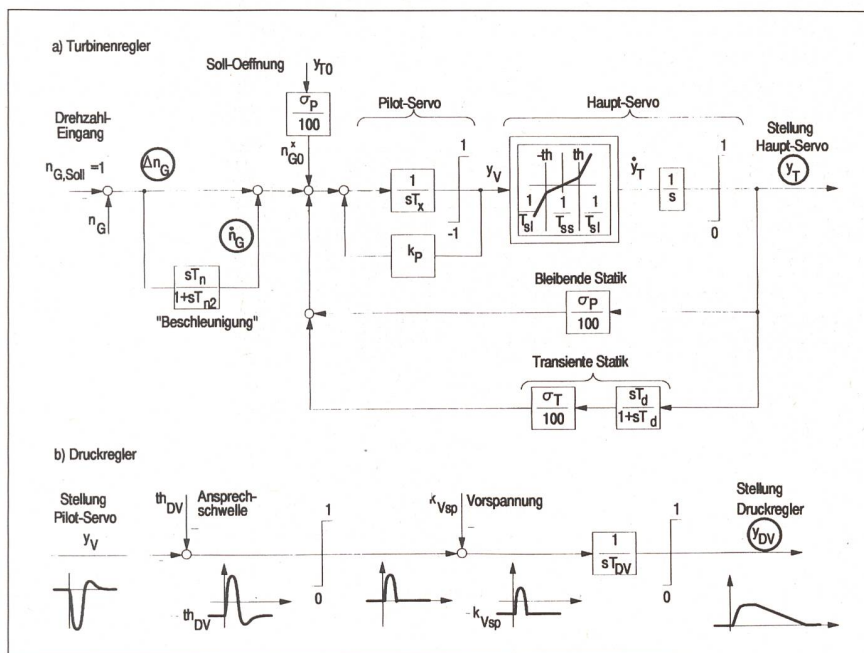 a) Turbinenregler
Soll-Oeffnung
y_T0
σ_P
100
Pilot-Servo
Haupt-Servo
Drehzahl-
Eingang
n_G,Soll =1
Δn_G
n_G0^x
1
sT_x
1
-1
y_V
-th
th
1
T_sl
1
T_ss
1
T_sl
ẏ_T
1
s
1
0
Stellung
Haupt-Servo
y_T
n_G
ṅ_G
k_P
sT_n
1+sT_n2
"Beschleunigung"
Bleibende Statik
σ_P
100
Transiente Statik
σ_T
100
sT_d
1+sT_d
b) Druckregler
Stellung
Pilot-Servo
y_V
th_DV
Ansprech-
schwelle
1
0
κ_Vsp
Vorspannung
1
sT_DV
1
0
Stellung
Druckregler
y_DV
th_DV
-k_Vsp